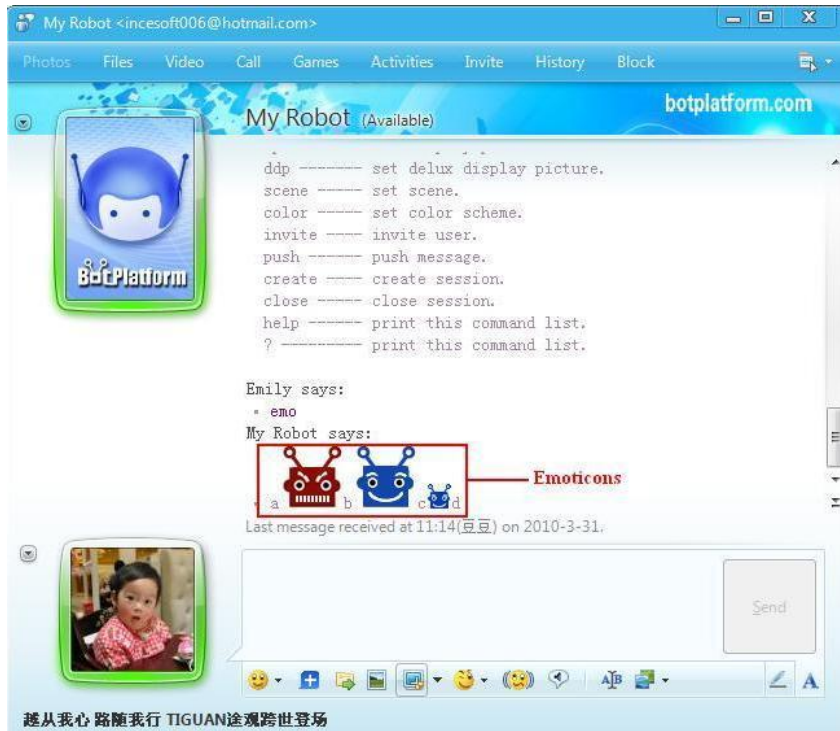 My Robot <incesoft006@hotmail.com>
Photos Files Video Call Games Activities Invite History Block
botplatform.com
My Robot (Available)
ddp ------- set delux display picture.
scene ----- set scene.
color ----- set color scheme.
invite ---- invite user.
push ------ push message.
create ---- create session.
close ----- close session.
help ------ print this command list.
? --------- print this command list.
BotPlatform
Emily says:
emo
My Robot says:
a b c d
Emoticons
Last message received at 11:14(豆豆) on 2010-3-31.
Send
越从我心 路随我行 TIGUAN途观跨世登场